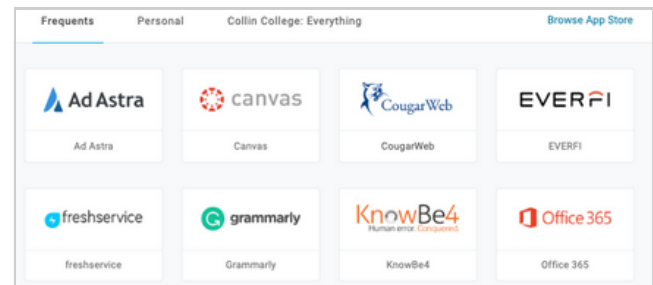 Frequents Personal Collin College: Everything Browse App Store
Ad Astra canvas CougarWeb EVERFI
Ad Astra Canvas CougarWeb EVERFI
freshservice grammarly KnowBe4 Office 365
Human error. Conquered.
freshservice Grammarly KnowBe4 Office 365